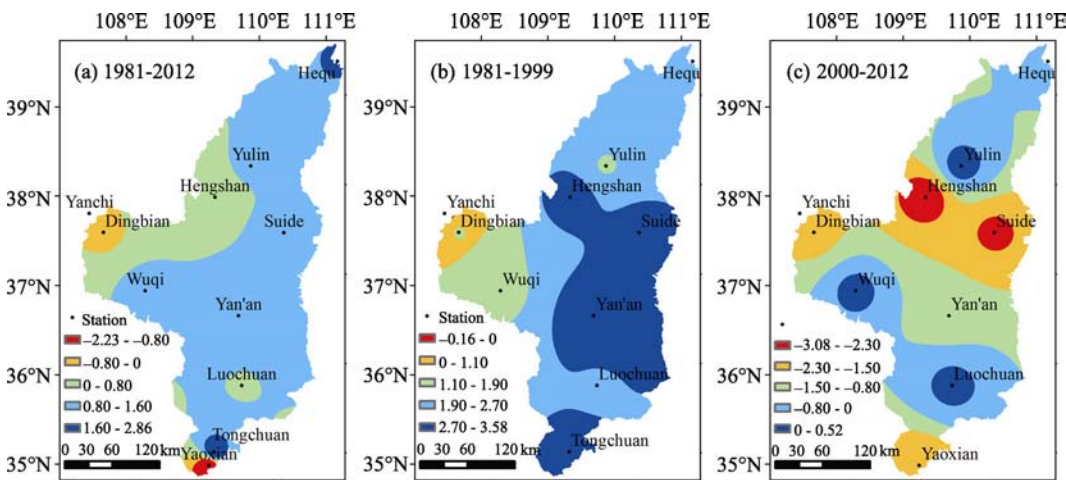 108°E 109°E 110°E 111°E 108°E 109°E 110°E 111°E 108°E 109°E 110°E 111°E
39°N
38°N
37°N
36°N
35°N
(a) 1981-2012
Hequ
Yulin
Hengshan
Yanchi
Dingbian
Suide
Wuqi
Yan'an
Luochuan
Tongchuan
Yaoxian
Station
−2.23 - −0.80
−0.80 - 0
0 - 0.80
0.80 - 1.60
1.60 - 2.86
0 30 60 120 km
39°N
38°N
37°N
36°N
35°N
(b) 1981-1999
Hequ
Yulin
Hengshan
Yanchi
Dingbian
Suide
Wuqi
Yan'an
Luochuan
Tongchuan
Station
−0.16 - 0
0 - 1.10
1.10 - 1.90
1.90 - 2.70
2.70 - 3.58
0 30 60 120 km
39°N
38°N
37°N
36°N
35°N
(c) 2000-2012
Hequ
Yulin
Hengshan
Yanchi
Dingbian
Suide
Wuqi
Yan'an
Luochuan
Yaoxian
−3.08 - −2.30
−2.30 - −1.50
−1.50 - −0.80
−0.80 - 0
0 - 0.52
0 30 60 120 km